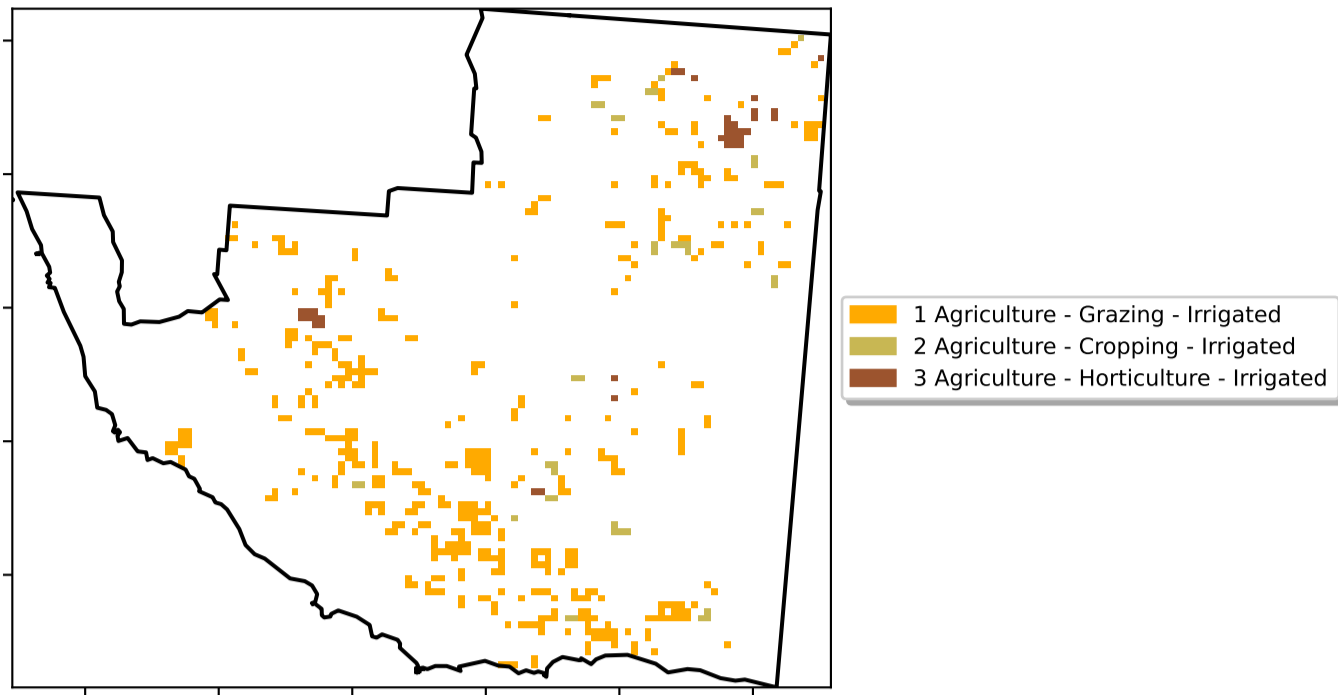 1 Agriculture - Grazing - Irrigated
2 Agriculture - Cropping - Irrigated
3 Agriculture - Horticulture - Irrigated